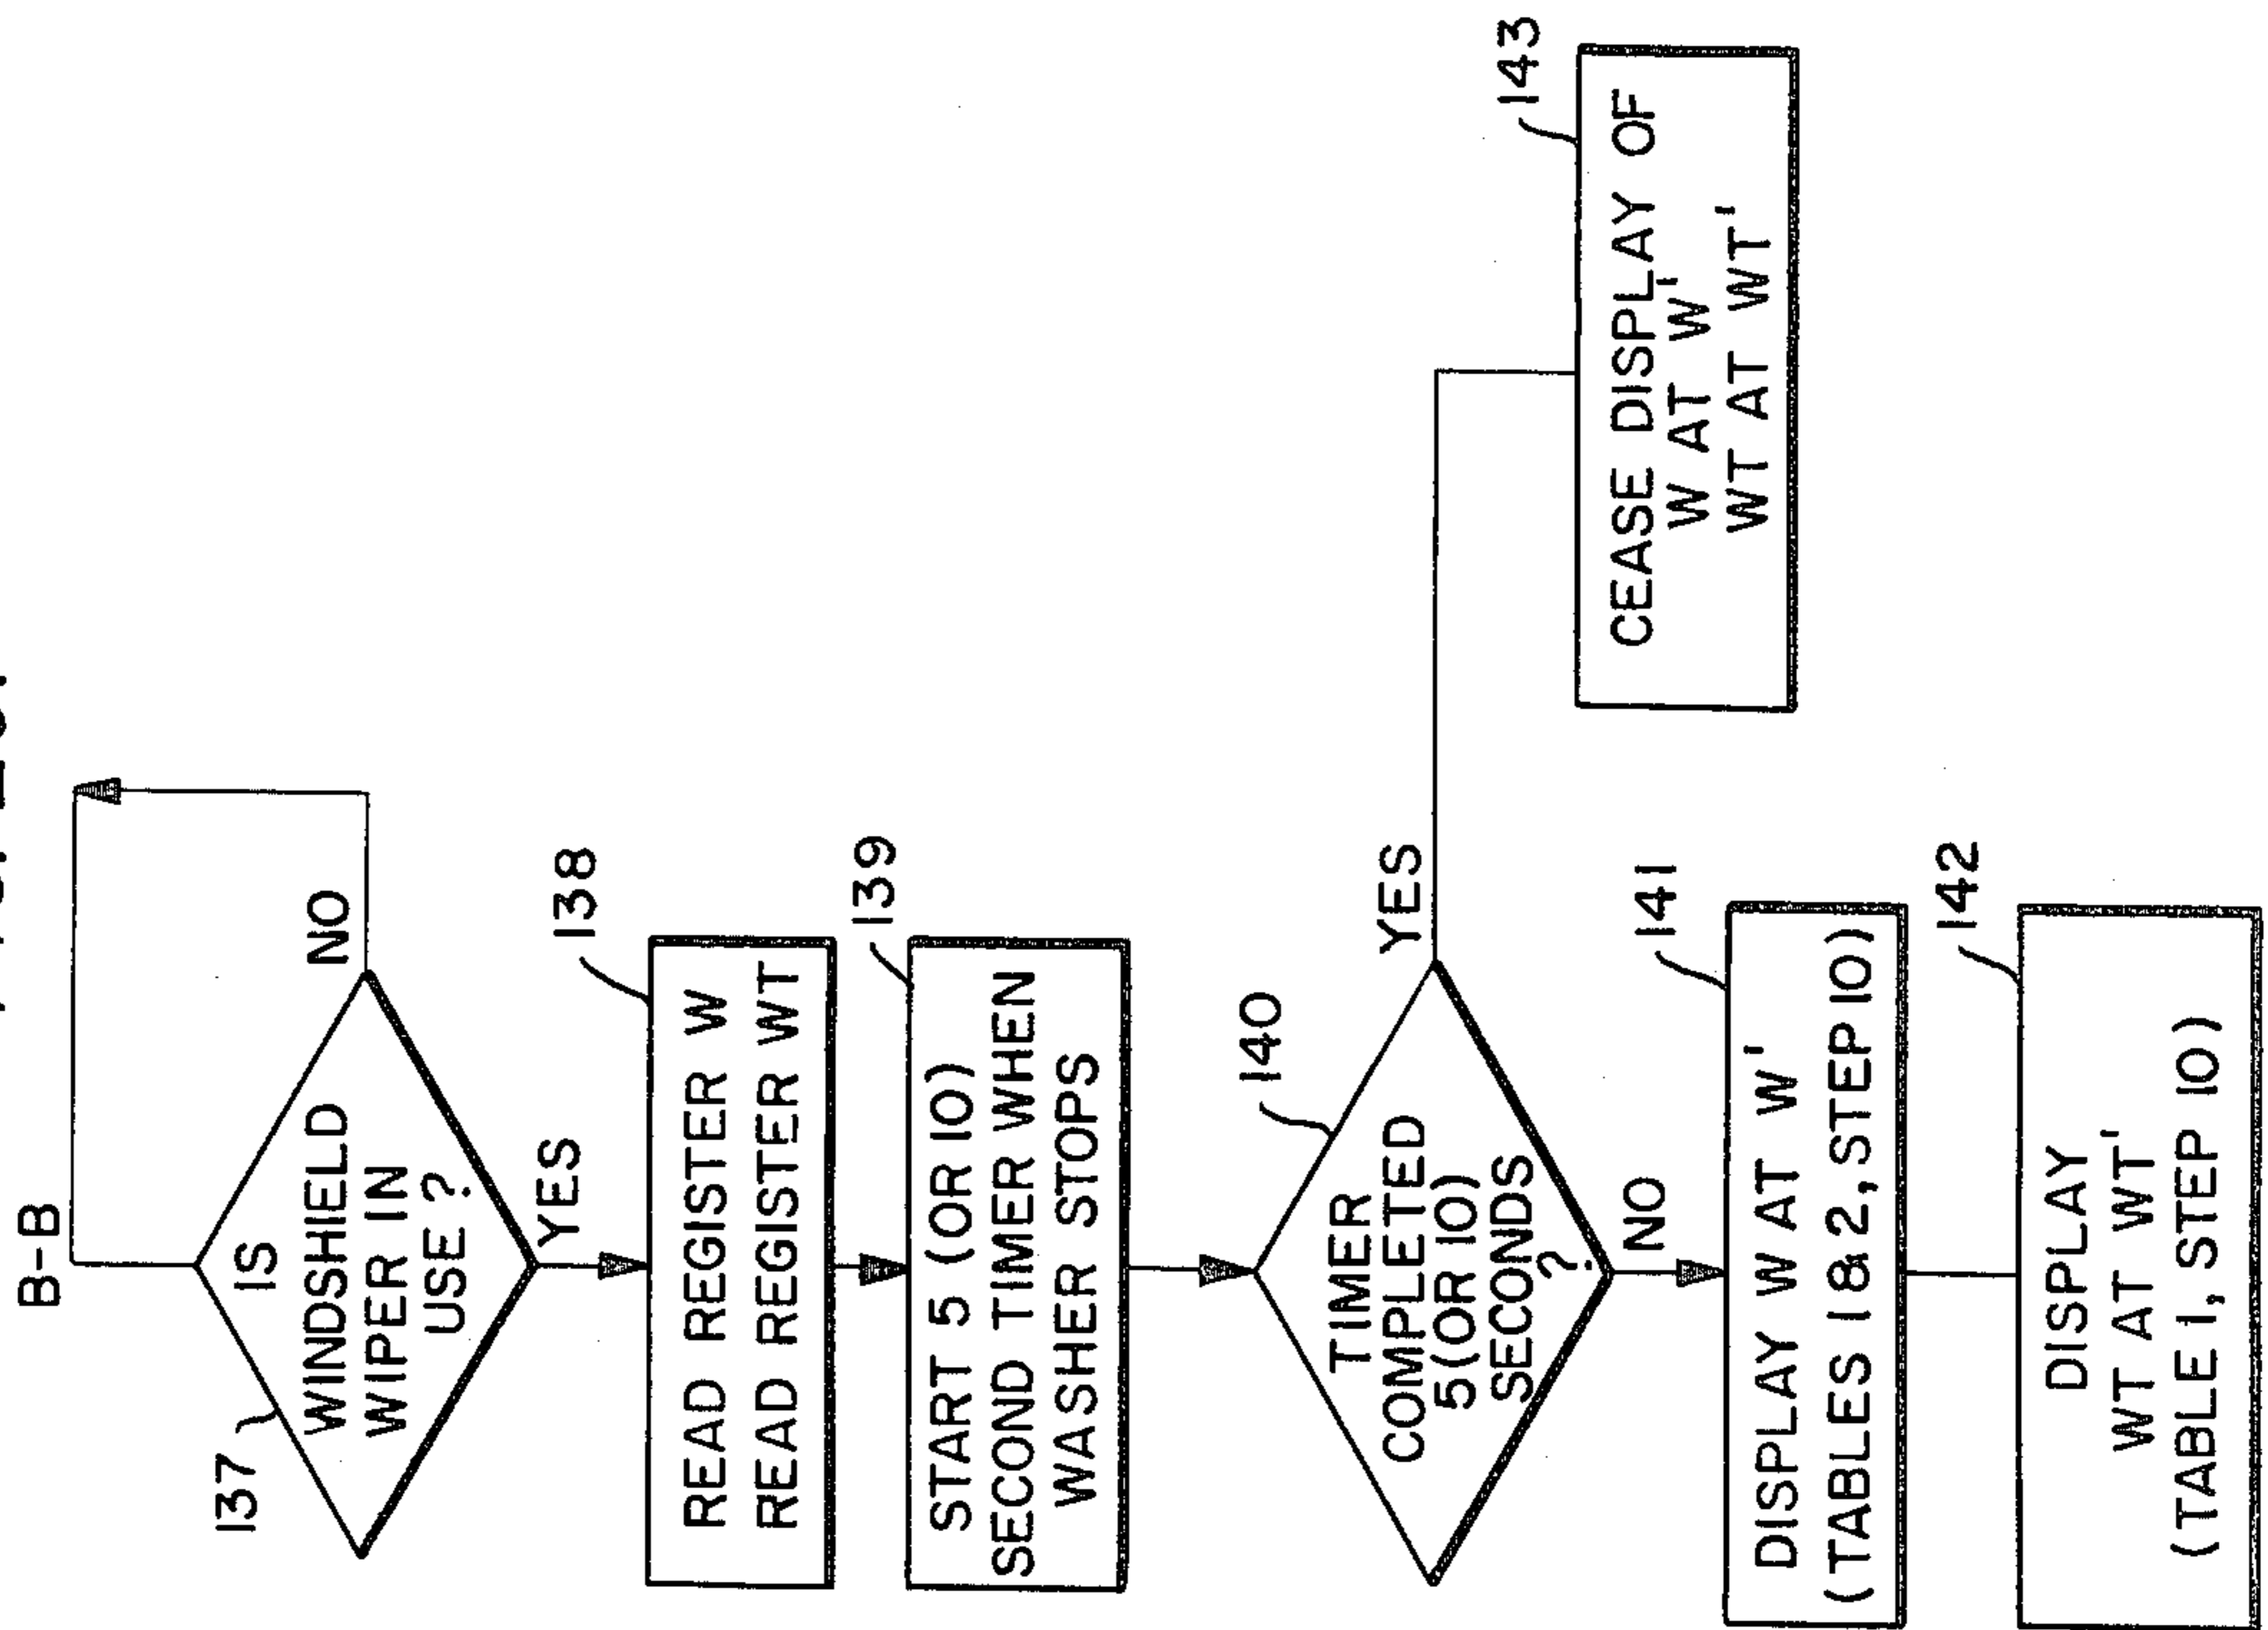 B-B
137
IS
WINDSHIELD
WIPER IN
USE ?
NO
YES
138
READ REGISTER W
READ REGISTER WT
139
START 5 (OR 10)
SECOND TIMER WHEN
WASHER STOPS
140
TIMER
COMPLETED
5(OR 10)
SECONDS
?
YES
NO
143
CEASE DISPLAY OF
W AT W'
WT AT WT'
141
DISPLAY W AT W'
(TABLES 1&2,STEP 10)
142
DISPLAY
WT AT WT'
(TABLE 1, STEP 10)